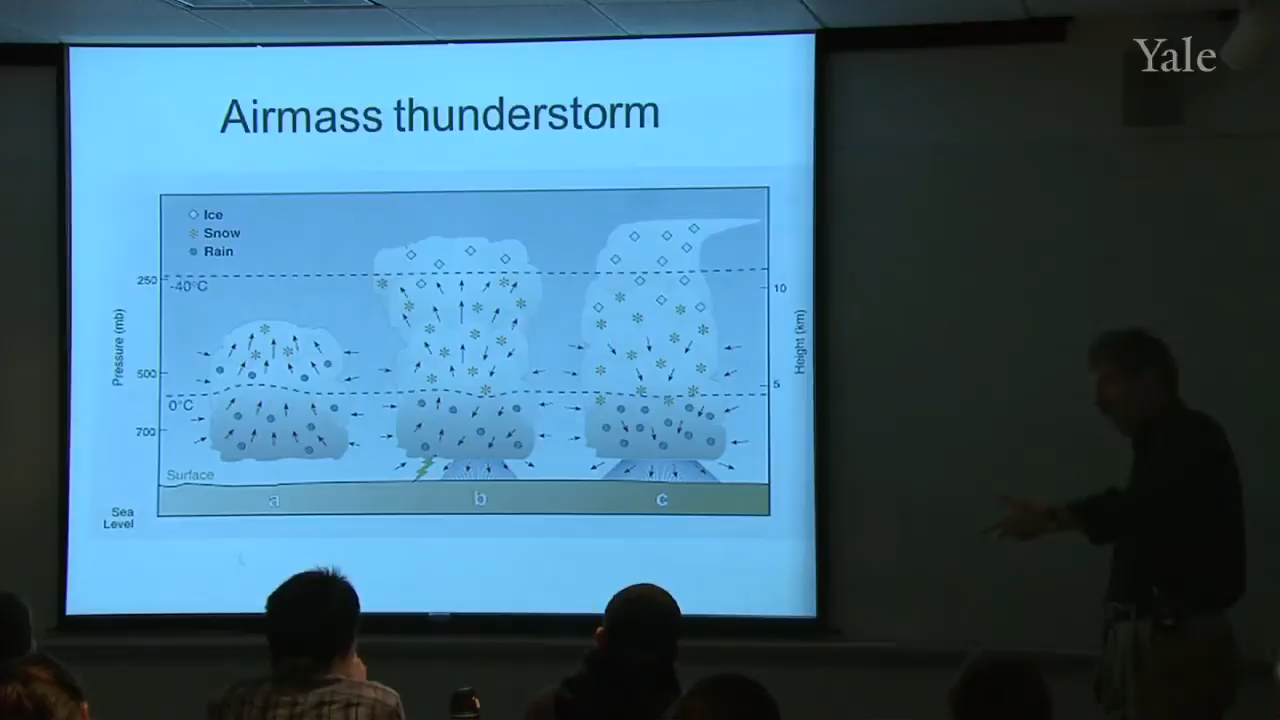 Yale
Airmass thunderstorm
Ice
Snow
Rain
250
-40°C
10
Pressure (mb)
Height (km)
500
5
0°C
700
Surface
a
b
c
Sea
Level